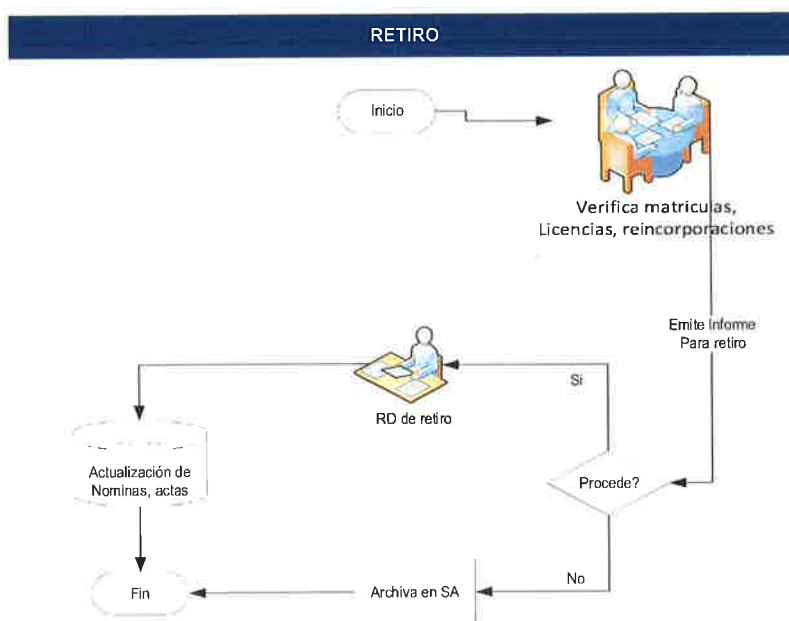 RETIRO
Inicio
Verifica matriculas,
Licencias, reincorporaciones
Emite Informe
Para retiro
Si
RD de retiro
Procede?
Actualización de
Nominas, actas
No
Archiva en SA
Fin